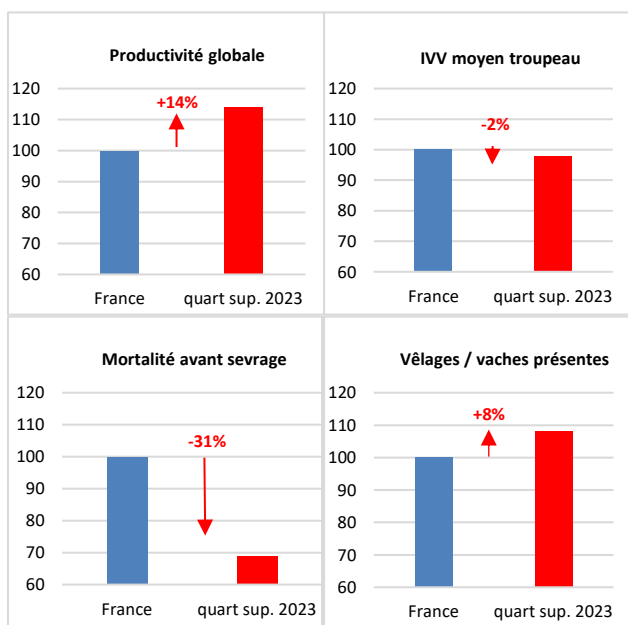 Productivité globale
120
110
100
90
80
70
60
+14%
France
quart sup. 2023
IVV moyen troupeau
120
110
100
90
80
70
60
-2%
France
quart sup. 2023
Mortalité avant sevrage
120
110
100
90
80
70
60
-31%
France
quart sup. 2023
Vêlages / vaches présentes
120
110
100
90
80
70
60
+8%
France
quart sup. 2023